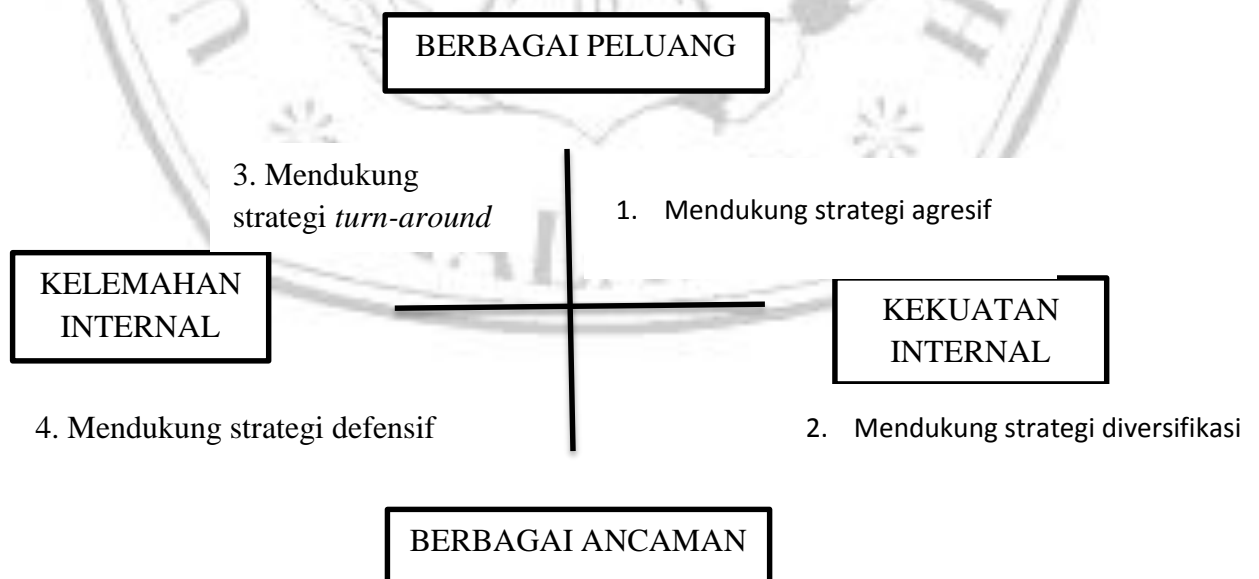 BERBAGAI PELUANG
3. Mendukung
strategi turn-around
1. Mendukung strategi agresif
KELEMAHAN
INTERNAL
KEKUATAN
INTERNAL
4. Mendukung strategi defensif
2. Mendukung strategi diversifikasi
BERBAGAI ANCAMAN